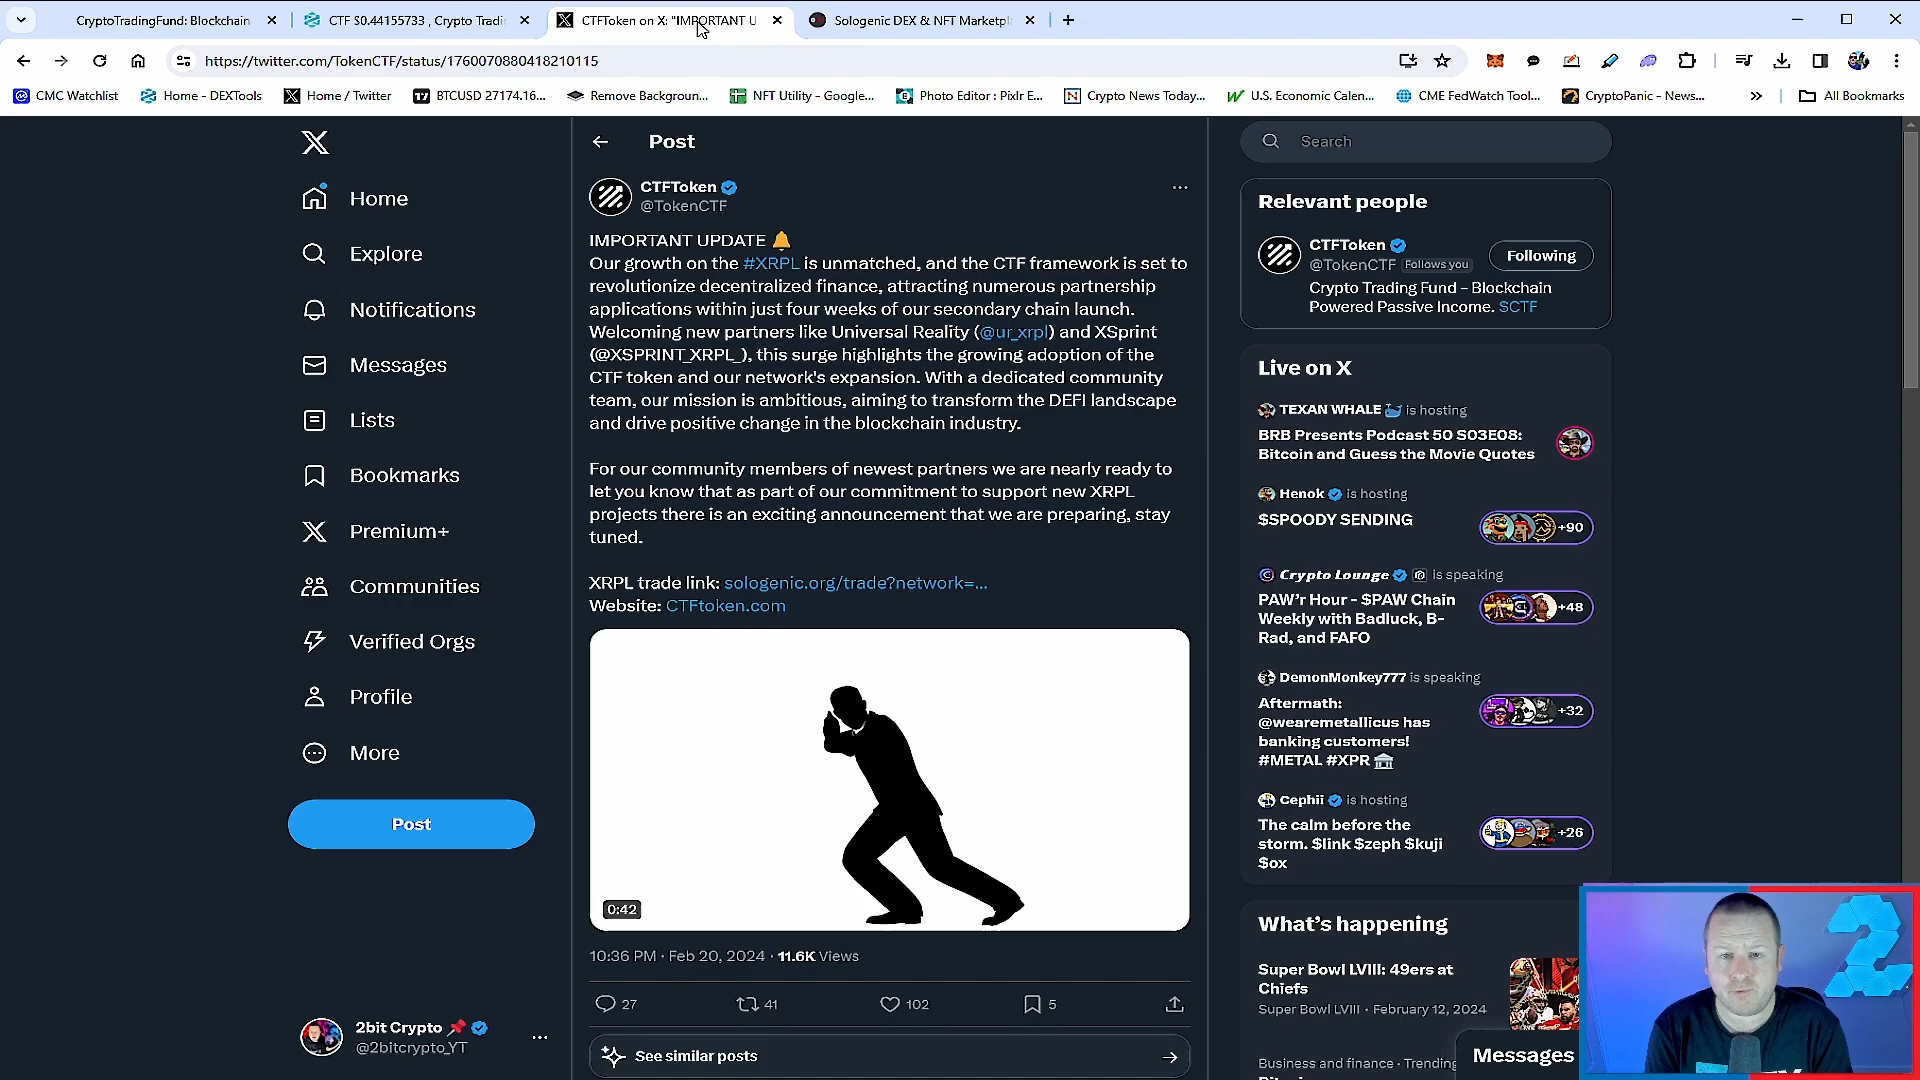 CryptoTradingFund: Blockchain
CTF $0.44155733 , Crypto Tradi
CTFToken on X: "IMPORTANT U
Sologenic DEX & NFT Marketpl
https://twitter.com/TokenCTF/status/1760070880418210115
CMC Watchlist
Home - DEXTools
Home / Twitter
BTCUSD 27174.16...
Remove Backgroun...
NFT Utility - Google...
Photo Editor : Pixlr E...
Crypto News Today...
U.S. Economic Calen...
CME FedWatch Tool...
CryptoPanic - News...
All Bookmarks
Home
Explore
Notifications
Messages
Lists
Bookmarks
Premium+
Communities
Verified Orgs
Profile
More
Post
2bit Crypto 📌
@2bitcrypto_YT
Post
CTFToken
@TokenCTF
IMPORTANT UPDATE 🔔
Our growth on the #XRPL is unmatched, and the CTF framework is set to
revolutionize decentralized finance, attracting numerous partnership
applications within just four weeks of our secondary chain launch.
Welcoming new partners like Universal Reality (@ur_xrpl) and XSprint
(@XSPRINT_XRPL_), this surge highlights the growing adoption of the
CTF token and our network's expansion. With a dedicated community
team, our mission is ambitious, aiming to transform the DEFI landscape
and drive positive change in the blockchain industry.
For our community members of newest partners we are nearly ready to
let you know that as part of our commitment to support new XRPL
projects there is an exciting announcement that we are preparing, stay
tuned.
XRPL trade link: sologenic.org/trade?network=...
Website: CTFtoken.com
0:42
10:36 PM · Feb 20, 2024 · 11.6K Views
27
41
102
5
See similar posts
Search
Relevant people
CTFToken
@TokenCTF Follows you
Following
Crypto Trading Fund – Blockchain
Powered Passive Income. $CTF
Live on X
TEXAN WHALE 🐳 is hosting
BRB Presents Podcast 50 S03E08:
Bitcoin and Guess the Movie Quotes
Henok is hosting
$SPOODY SENDING
+90
Crypto Lounge is speaking
PAW'r Hour - $PAW Chain
Weekly with Badluck, B-
Rad, and FAFO
+48
DemonMonkey777 is speaking
Aftermath:
@wearemetallicus has
banking customers!
#METAL #XPR 🏛
+32
Cephii is hosting
The calm before the
storm. $link $zeph $kuji
$ox
+26
What's happening
Super Bowl LVIII: 49ers at
Chiefs
Super Bowl LVIII · February 12, 2024
Business and finance · Trending
Messages